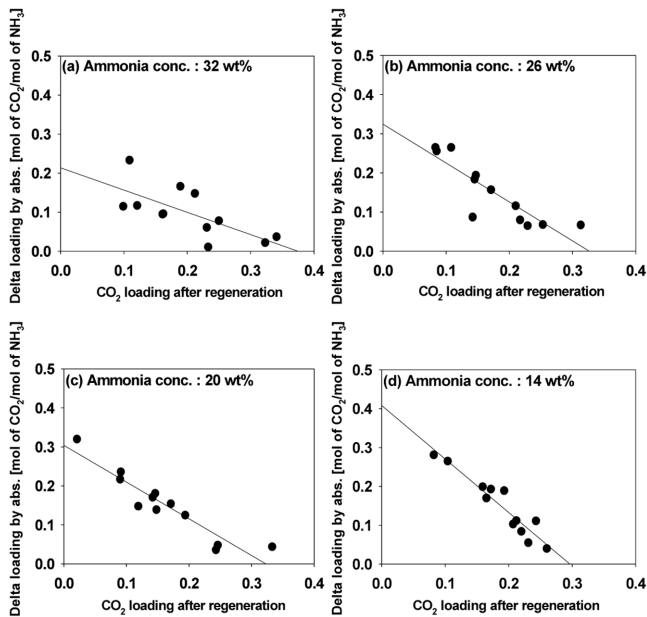 Delta loading by abs. [mol of CO₂/mol of NH₃]
0.5
0.4
0.3
0.2
0.1
0.0
(a) Ammonia conc. : 32 wt%
0.0 0.1 0.2 0.3 0.4
CO₂ loading after regeneration
Delta loading by abs. [mol of CO₂/mol of NH₃]
0.5
0.4
0.3
0.2
0.1
0.0
(b) Ammonia conc. : 26 wt%
0.0 0.1 0.2 0.3 0.4
CO₂ loading after regeneration
Delta loading by abs. [mol of CO₂/mol of NH₃]
0.5
0.4
0.3
0.2
0.1
0.0
(c) Ammonia conc. : 20 wt%
0.0 0.1 0.2 0.3 0.4
CO₂ loading after regeneration
Delta loading by abs. [mol of CO₂/mol of NH₃]
0.5
0.4
0.3
0.2
0.1
0.0
(d) Ammonia conc. : 14 wt%
0.0 0.1 0.2 0.3 0.4
CO₂ loading after regeneration